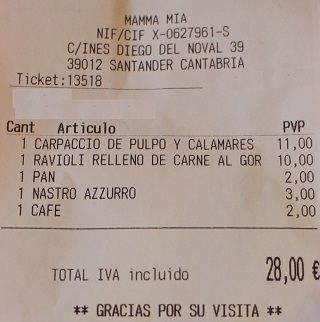 MAMMA MIA
NIF/CIF X-0627961-S
C/INES DIEGO DEL NOVAL 39
39012 SANTANDER CANTABRIA
Ticket:13518
Cant Articulo PVP
1 CARPACCIO DE PULPO Y CALAMARES 11,00
1 RAVIOLI RELLENO DE CARNE AL GOR 10,00
1 PAN 2,00
1 NASTRO AZZURRO 3,00
1 CAFE 2,00
TOTAL IVA incluido 28,00 €
** GRACIAS POR SU VISITA **